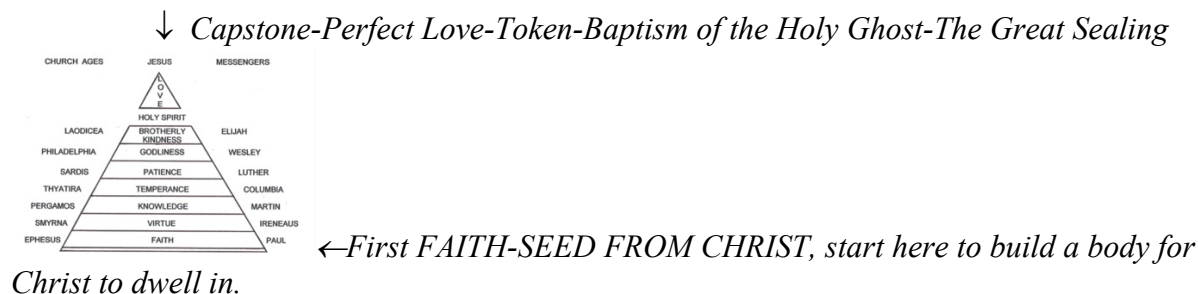 ↓ Capstone-Perfect Love-Token-Baptism of the Holy Ghost-The Great Sealing
CHURCH AGES JESUS MESSENGERS
L
O
V
E
HOLY SPIRIT
LAODICEA BROTHERLY KINDNESS ELIJAH
PHILADELPHIA GODLINESS WESLEY
SARDIS PATIENCE LUTHER
THYATIRA TEMPERANCE COLUMBIA
PERGAMOS KNOWLEDGE MARTIN
SMYRNA VIRTUE IRENEAUS
EPHESUS FAITH PAUL
←First FAITH-SEED FROM CHRIST, start here to build a body for
Christ to dwell in.